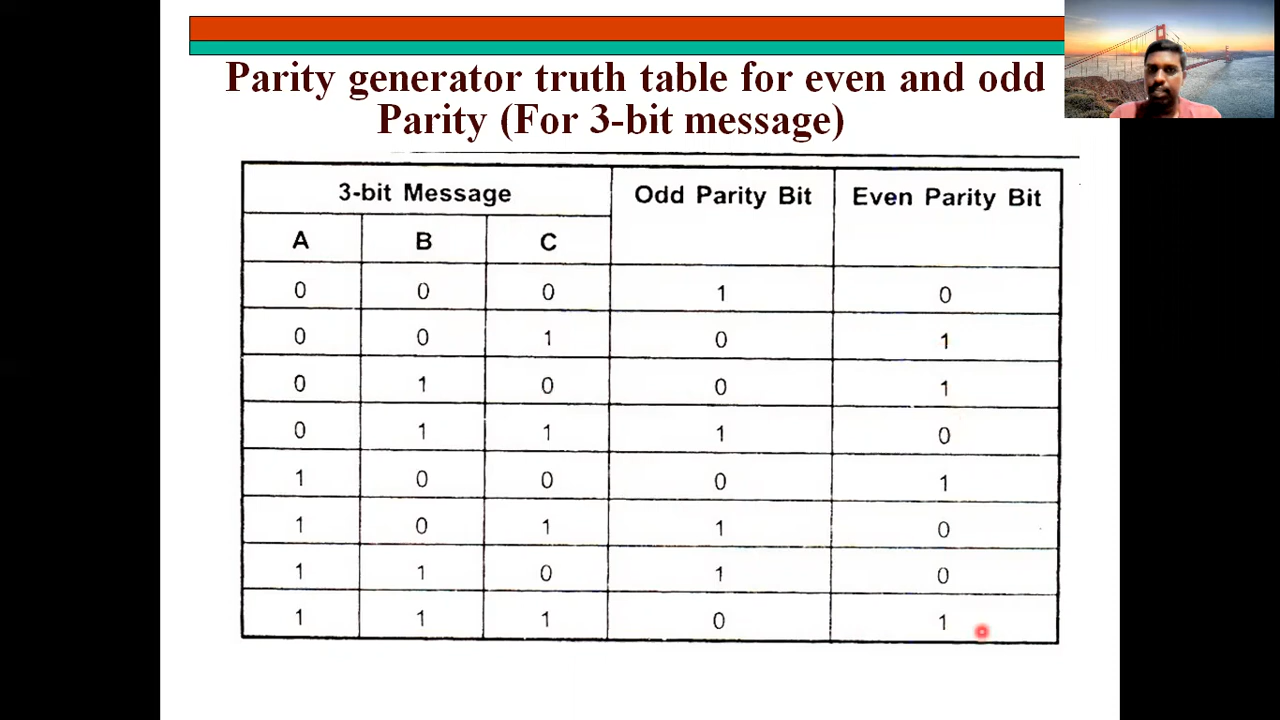 Parity generator truth table for even and odd
Parity (For 3-bit message)
3-bit Message Odd Parity Bit Even Parity Bit
A B C
0 0 0 1 0
0 0 1 0 1
0 1 0 0 1
0 1 1 1 0
1 0 0 0 1
1 0 1 1 0
1 1 0 1 0
1 1 1 0 1